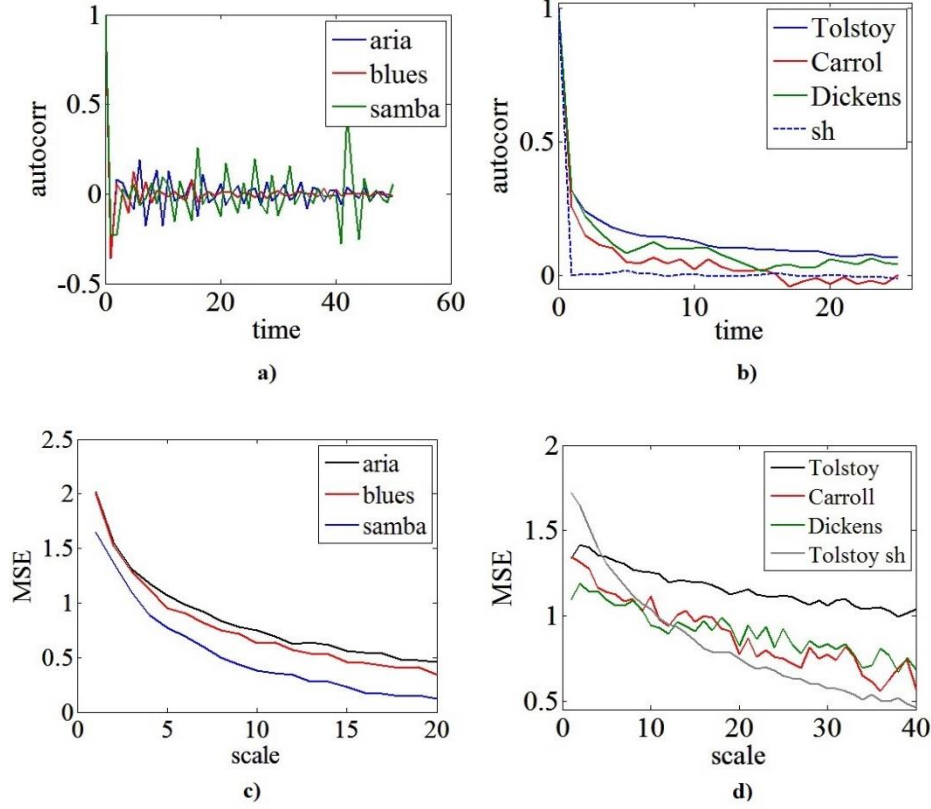 1
0.5
0
-0.5
autocorr
aria
blues
samba
0 20 40 60
time
a)
1
0.5
0
autocorr
Tolstoy
Carrol
Dickens
sh
0 10 20
time
b)
2.5
2
1.5
1
0.5
0
MSE
aria
blues
samba
0 5 10 15 20
scale
c)
2
1.5
1
0.5
MSE
Tolstoy
Carroll
Dickens
Tolstoy sh
0 10 20 30 40
scale
d)